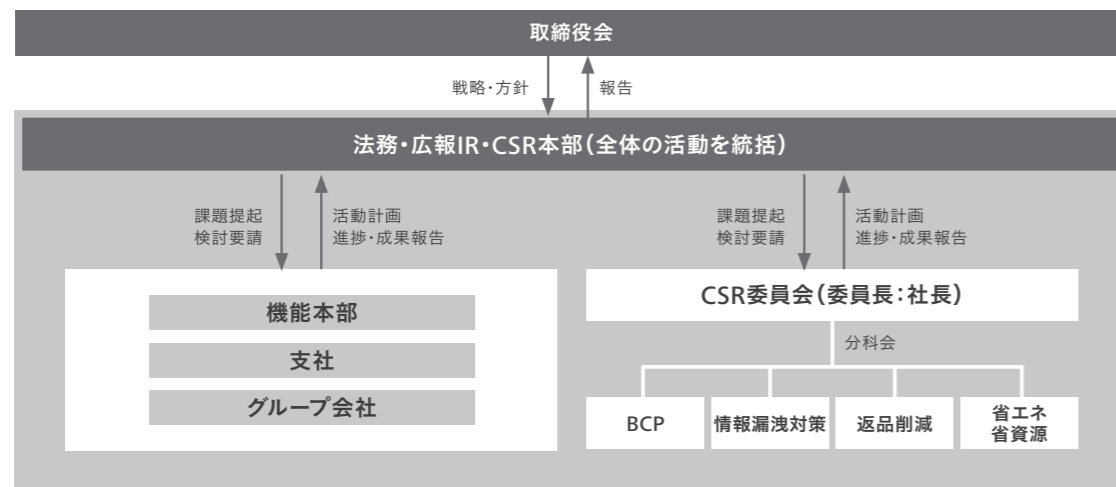 取締役会
戦略・方針
報告
法務・広報IR・CSR本部(全体の活動を統括)
課題提起
検討要請
活動計画
進捗・成果報告
課題提起
検討要請
活動計画
進捗・成果報告
機能本部
支社
グループ会社
CSR委員会(委員長:社長)
分科会
BCP
情報漏洩対策
返品削減
省エネ
省資源